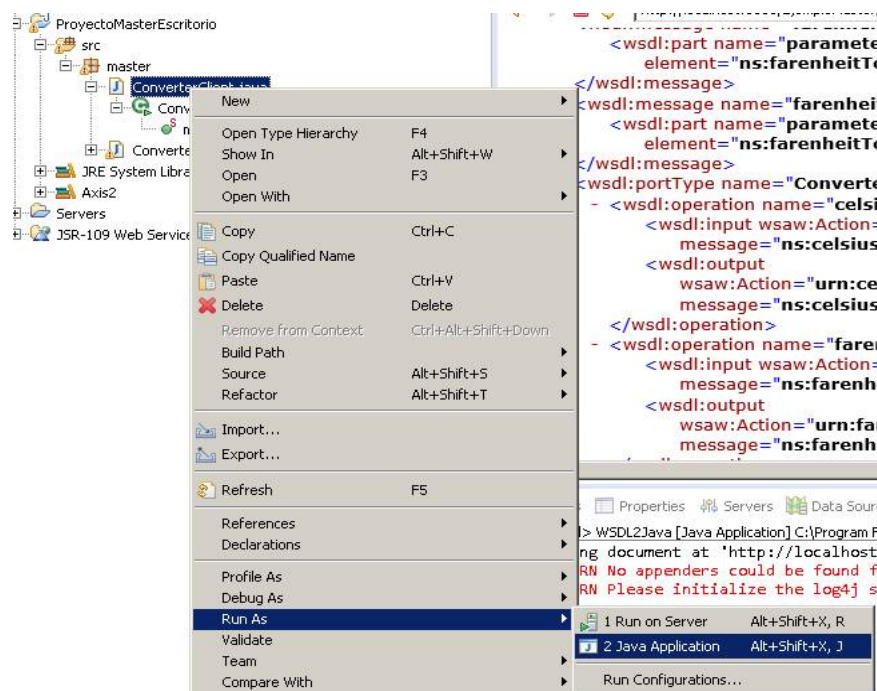 ProyectoMasterEscritorio
src
master
ConverterClient.java
Conv
Converte
JRE System Libra
Axis2
Servers
JSR-109 Web Service
New
Open Type Hierarchy F4
Show In Alt+Shift+W
Open F3
Open With
Copy Ctrl+C
Copy Qualified Name
Paste Ctrl+V
Delete Delete
Remove from Context Ctrl+Alt+Shift+Down
Build Path
Source Alt+Shift+S
Refactor Alt+Shift+T
Import...
Export...
Refresh F5
References
Declarations
Profile As
Debug As
Run As
Validate
Team
Compare With
1 Run on Server Alt+Shift+X, R
2 Java Application Alt+Shift+X, J
Run Configurations...
<wsdl:part name="paramete
element="ns:farenheitTo
</wsdl:message>
<wsdl:message name="farenhei
<wsdl:part name="paramete
element="ns:farenheitTo
</wsdl:message>
<wsdl:portType name="Converte
- <wsdl:operation name="celsi
<wsdl:input wsaw:Action=
message="ns:celsius
<wsdl:output
wsaw:Action="urn:ce
message="ns:celsius
</wsdl:operation>
- <wsdl:operation name="fare
<wsdl:input wsaw:Action=
message="ns:farenh
<wsdl:output
wsaw:Action="urn:fa
message="ns:farenh
Properties Servers Data Sour
> WSDL2Java [Java Application] C:\Program F
ng document at 'http://localhost
RN No appenders could be found f
RN Please initialize the log4j s